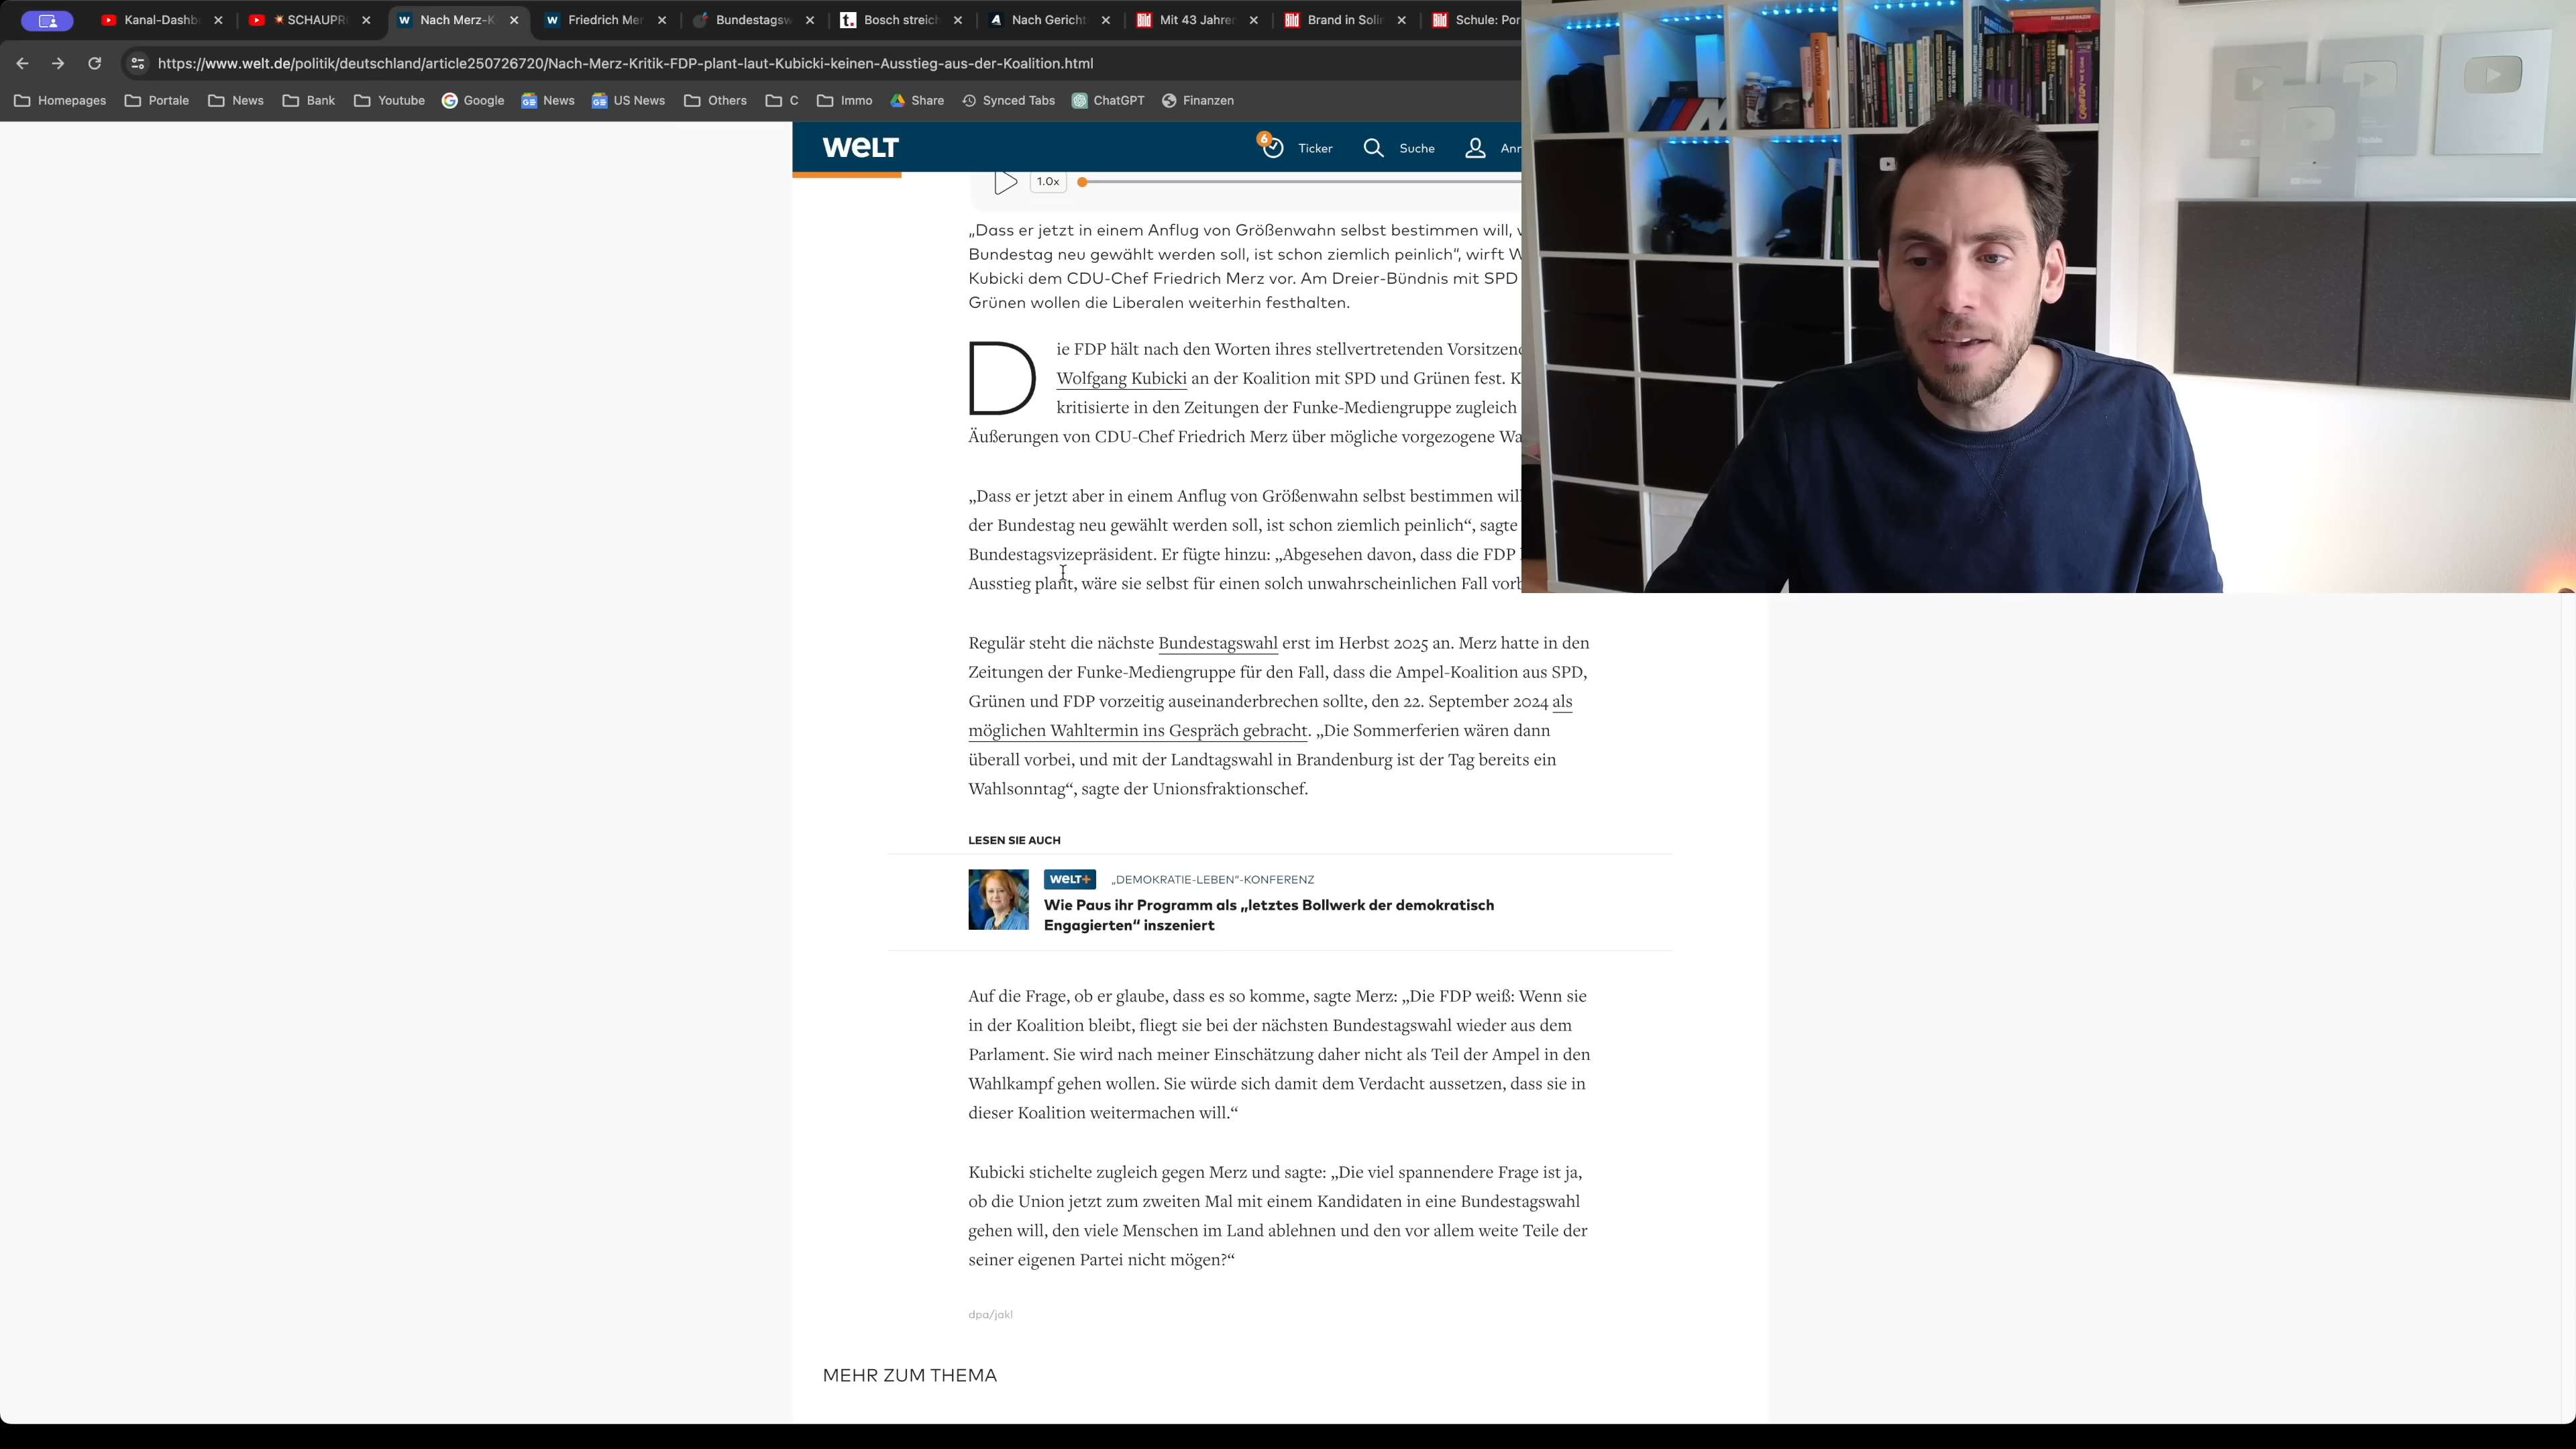 Kanal-Dashb
SCHAUPR
Nach Merz-K
Friedrich Mer
Bundestagsw
Bosch streich
Nach Gericht
Mit 43 Jahren
Brand in Solin
Schule: Por
https://www.welt.de/politik/deutschland/article250726720/Nach-Merz-Kritik-FDP-plant-laut-Kubicki-keinen-Ausstieg-aus-der-Koalition.html
Homepages
Portale
News
Bank
Youtube
Google
News
US News
Others
C
Immo
Share
Synced Tabs
ChatGPT
Finanzen
WELT
6
Ticker
Suche
Anr
1.0x
„Dass er jetzt in einem Anflug von Größenwahn selbst bestimmen will,
Bundestag neu gewählt werden soll, ist schon ziemlich peinlich“, wirft W
Kubicki dem CDU-Chef Friedrich Merz vor. Am Dreier-Bündnis mit SPD
Grünen wollen die Liberalen weiterhin festhalten.
Die FDP hält nach den Worten ihres stellvertretenden Vorsitzend
Wolfgang Kubicki an der Koalition mit SPD und Grünen fest. K
kritisierte in den Zeitungen der Funke-Mediengruppe zugleich
Äußerungen von CDU-Chef Friedrich Merz über mögliche vorgezogene Wa
„Dass er jetzt aber in einem Anflug von Größenwahn selbst bestimmen will
der Bundestag neu gewählt werden soll, ist schon ziemlich peinlich“, sagte
Bundestagsvizepräsident. Er fügte hinzu: „Abgesehen davon, dass die FDP
Ausstieg plant, wäre sie selbst für einen solch unwahrscheinlichen Fall vorb
Regulär steht die nächste Bundestagswahl erst im Herbst 2025 an. Merz hatte in den
Zeitungen der Funke-Mediengruppe für den Fall, dass die Ampel-Koalition aus SPD,
Grünen und FDP vorzeitig auseinanderbrechen sollte, den 22. September 2024 als
möglichen Wahltermin ins Gespräch gebracht. „Die Sommerferien wären dann
überall vorbei, und mit der Landtagswahl in Brandenburg ist der Tag bereits ein
Wahlsonntag“, sagte der Unionsfraktionschef.
LESEN SIE AUCH
WELT+ „DEMOKRATIE-LEBEN“-KONFERENZ
Wie Paus ihr Programm als „letztes Bollwerk der demokratisch
Engagierten“ inszeniert
Auf die Frage, ob er glaube, dass es so komme, sagte Merz: „Die FDP weiß: Wenn sie
in der Koalition bleibt, fliegt sie bei der nächsten Bundestagswahl wieder aus dem
Parlament. Sie wird nach meiner Einschätzung daher nicht als Teil der Ampel in den
Wahlkampf gehen wollen. Sie würde sich damit dem Verdacht aussetzen, dass sie in
dieser Koalition weitermachen will.“
Kubicki stichelte zugleich gegen Merz und sagte: „Die viel spannendere Frage ist ja,
ob die Union jetzt zum zweiten Mal mit einem Kandidaten in eine Bundestagswahl
gehen will, den viele Menschen im Land ablehnen und den vor allem weite Teile der
seiner eigenen Partei nicht mögen?“
dpa/jakl
MEHR ZUM THEMA